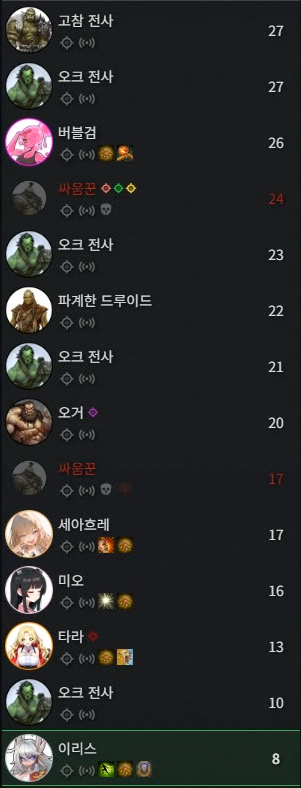 고참 전사 27
오크 전사 27
버블검 26
싸움꾼 24
오크 전사 23
파계한 드루이드 22
오크 전사 21
오거 20
싸움꾼 17
세아흐레 17
미오 16
타라 13
오크 전사 10
이리스 8